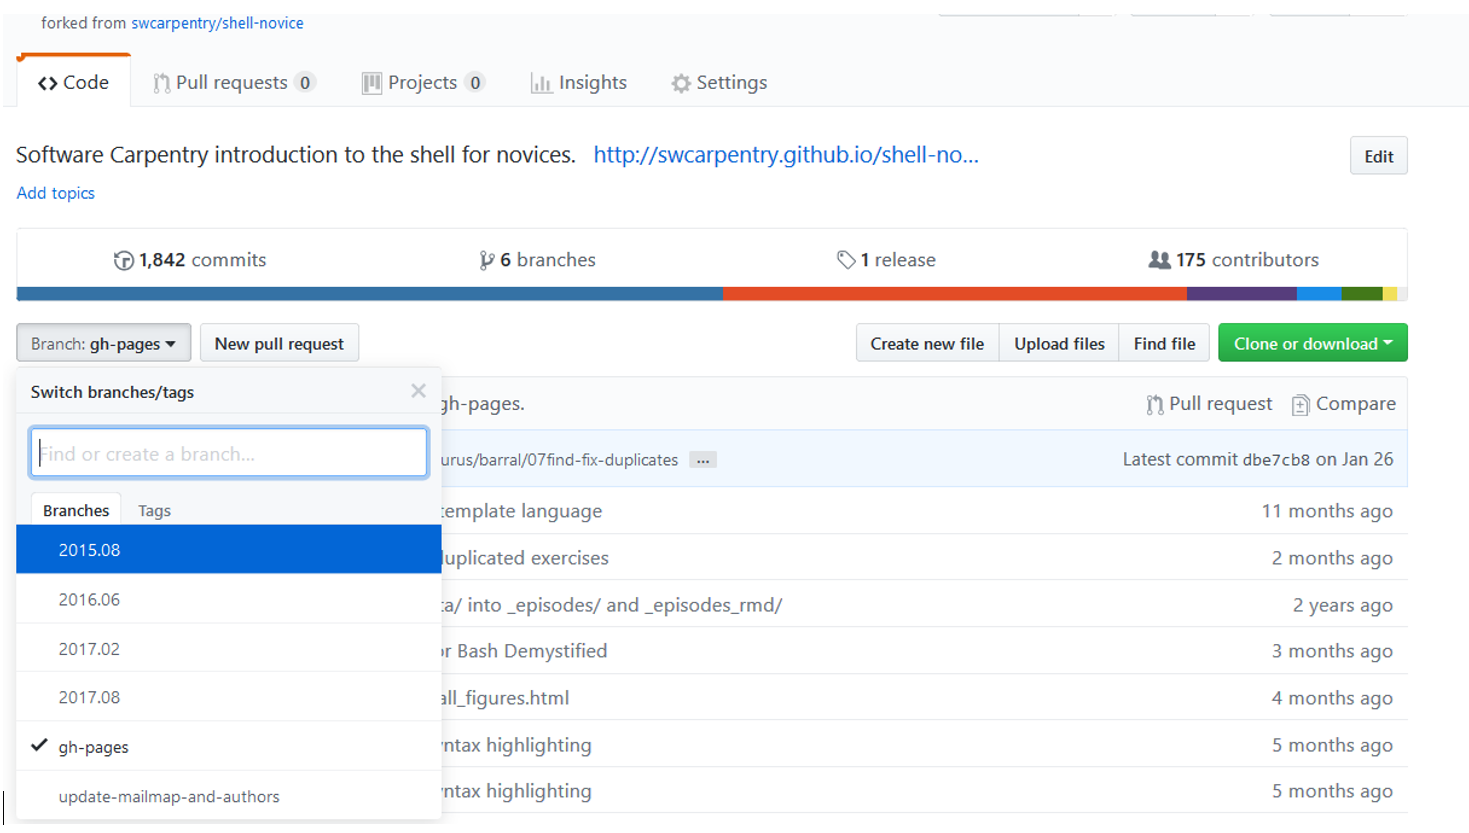 forked from swcarpentry/shell-novice
Code Pull requests 0 Projects 0 Insights Settings
Software Carpentry introduction to the shell for novices. http://swcarpentry.github.io/shell-no...
Edit
Add topics
1,842 commits 6 branches 1 release 175 contributors
Branch: gh-pages New pull request Create new file Upload files Find file Clone or download
Switch branches/tags
gh-pages. Pull request Compare
Find or create a branch...
urus/barral/07find-fix-duplicates ... Latest commit dbe7cb8 on Jan 26
Branches Tags
template language 11 months ago
2015.08
duplicated exercises 2 months ago
2016.06
ta/ into _episodes/ and _episodes_rmd/ 2 years ago
2017.02
or Bash Demystified 3 months ago
2017.08
all_figures.html 4 months ago
gh-pages
yntax highlighting 5 months ago
update-mailmap-and-authors
yntax highlighting 5 months ago